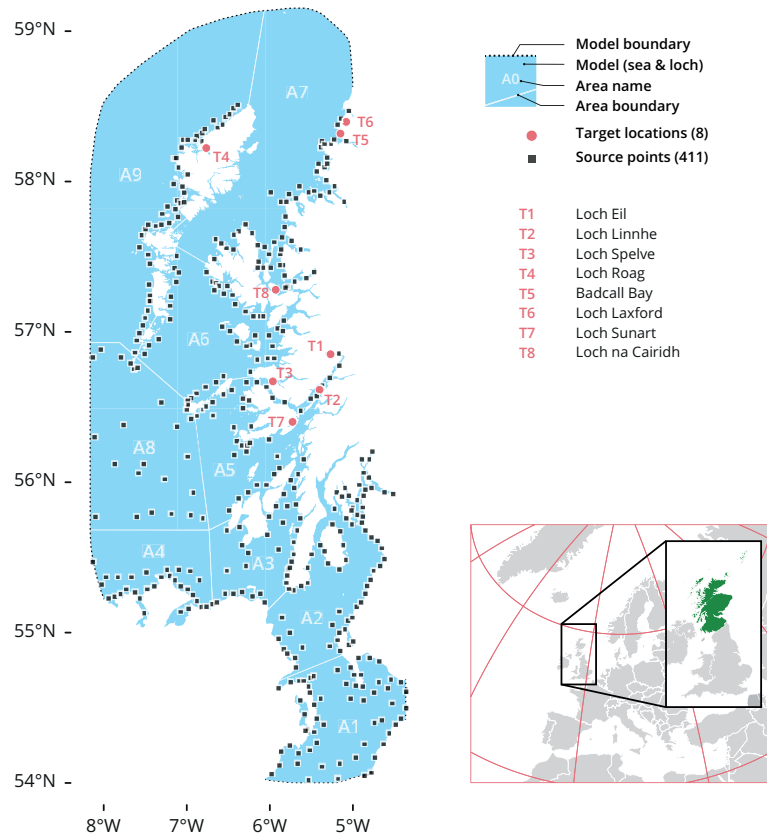 59°N
58°N
57°N
56°N
55°N
54°N
8°W
7°W
6°W
5°W
A7
T6
T5
T4
A9
T8
A6
T1
T3
T2
T7
A8
A5
A4
A3
A2
A1
A0
Model boundary
Model (sea & loch)
Area name
Area boundary
Target locations (8)
Source points (411)
T1 Loch Eil
T2 Loch Linnhe
T3 Loch Spelve
T4 Loch Roag
T5 Badcall Bay
T6 Loch Laxford
T7 Loch Sunart
T8 Loch na Cairidh